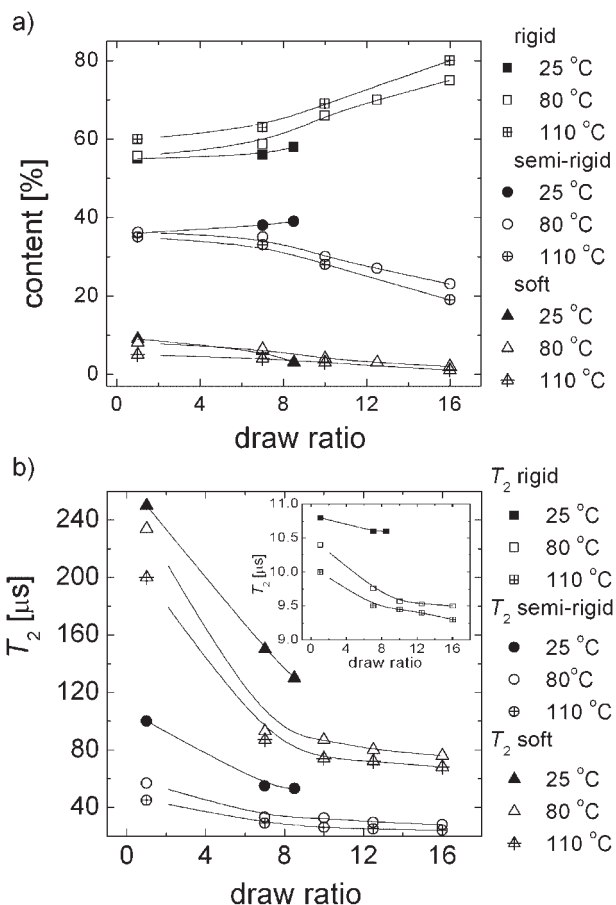 a)
80
60
40
20
0
content [%]
0 4 8 12 16
draw ratio
rigid
25 °C
80 °C
110 °C
semi-rigid
25 °C
80 °C
110 °C
soft
25 °C
80 °C
110 °C
b)
240
200
160
120
80
40
T2 [μs]
0 4 8 12 16
draw ratio
11.0
10.5
10.0
9.5
9.0
T2 [μs]
0 2 4 6 8 10 12 14 16
draw ratio
T2 rigid
25 °C
80 °C
110 °C
T2 semi-rigid
25 °C
80°C
110 °C
T2 soft
25 °C
80 °C
110 °C